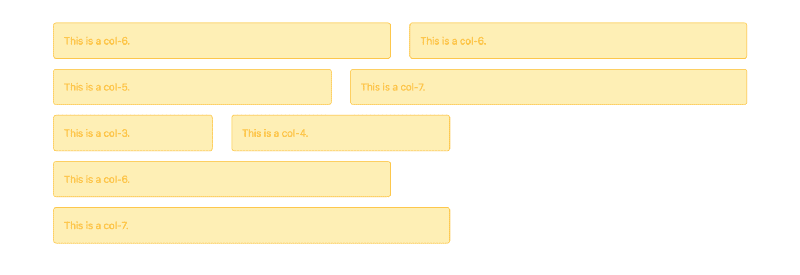 This is a col-6. This is a col-6.
This is a col-5. This is a col-7.
This is a col-3. This is a col-4.
This is a col-6.
This is a col-7.